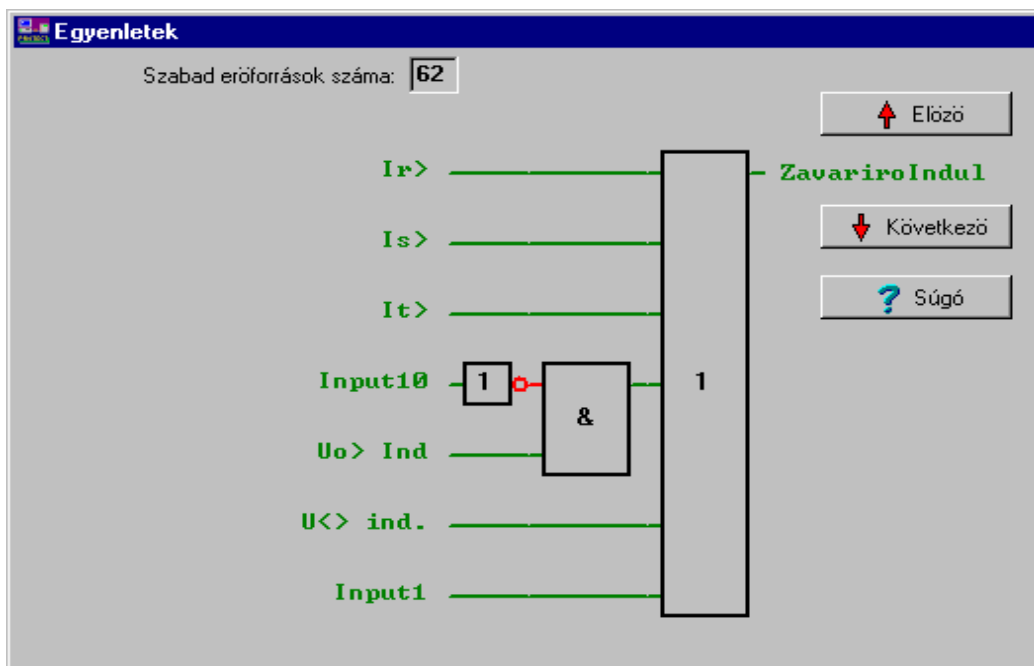 Egyenletek
Szabad erőforrások száma: 62
Előző
Ir>
ZavariroIndul
Is>
Következő
It>
Súgó
Input10
1
1
&
Uo> Ind
U<> ind.
Input1